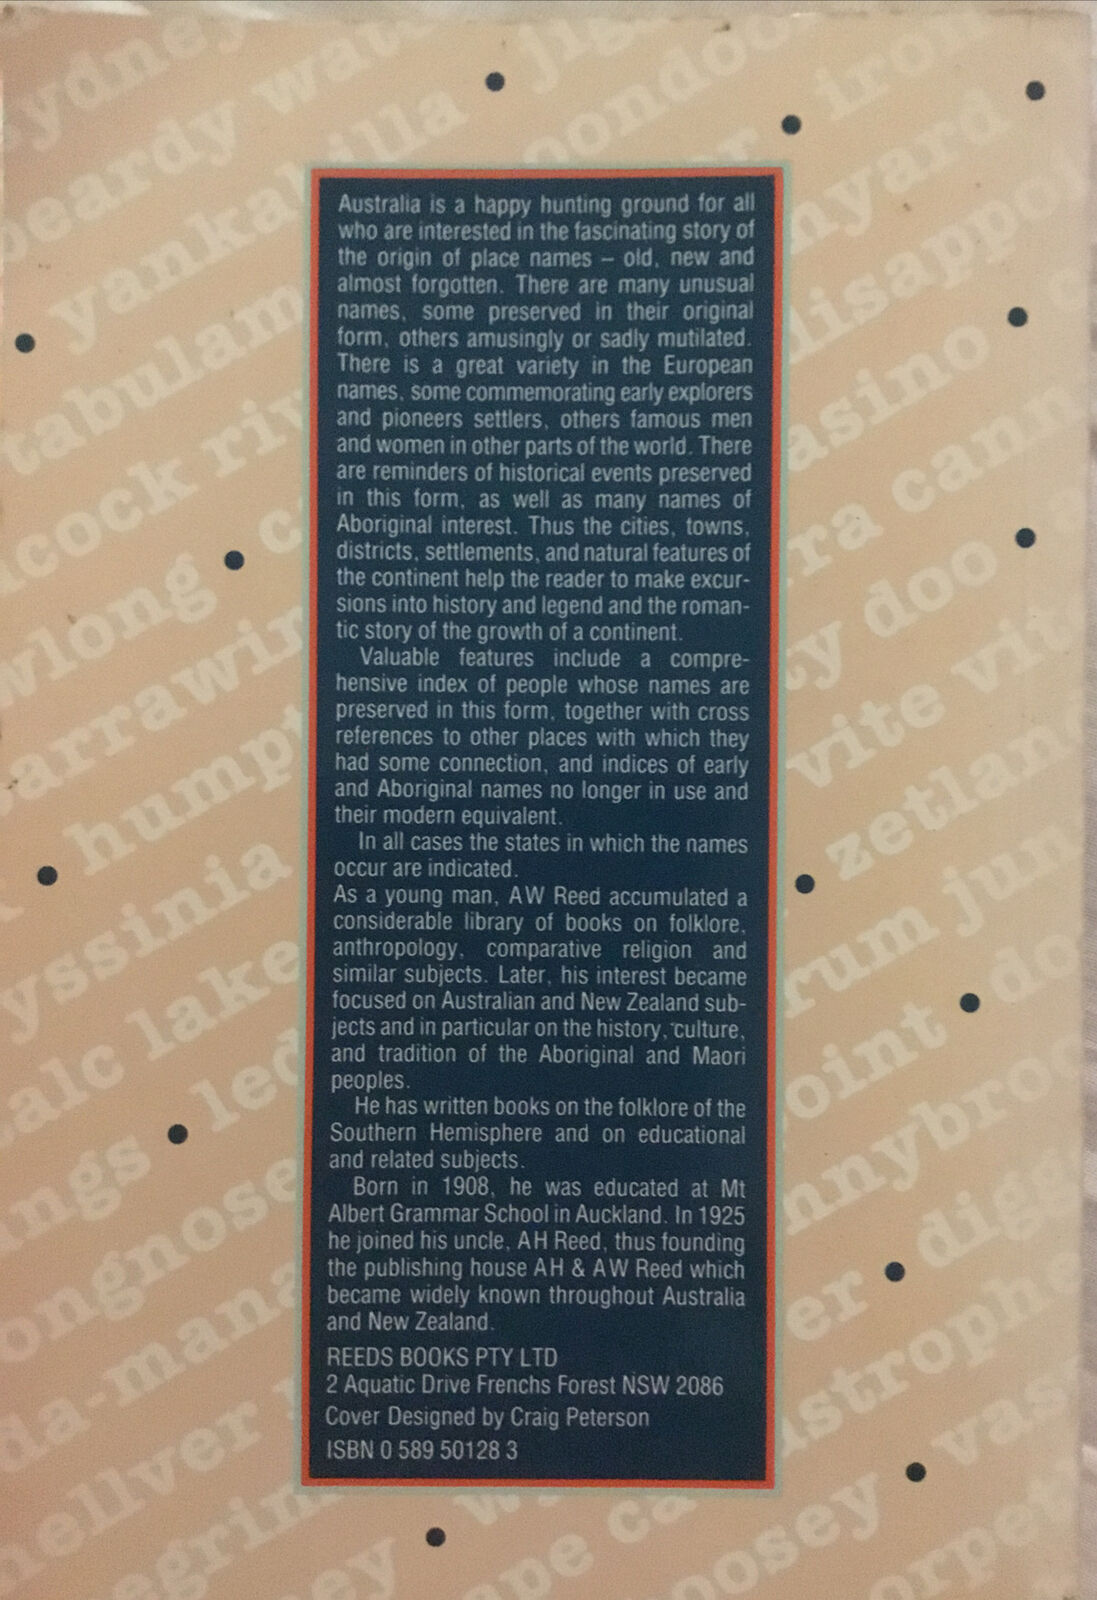 Australia is a happy hunting ground for all
who are interested in the fascinating story of
the origin of place names – old, new and
almost forgotten. There are many unusual
names, some preserved in their original
form, others amusingly or sadly mutilated.
There is a great variety in the European
names, some commemorating early explorers
and pioneers settlers, others famous men
and women in other parts of the world. There
are reminders of historical events preserved
in this form, as well as many names of
Aboriginal interest. Thus the cities, towns,
districts, settlements, and natural features of
the continent help the reader to make excur-
sions into history and legend and the roman-
tic story of the growth of a continent.
Valuable features include a compre-
hensive index of people whose names are
preserved in this form, together with cross
references to other places with which they
had some connection, and indices of early
and Aboriginal names no longer in use and
their modern equivalent.
In all cases the states in which the names
occur are indicated.
As a young man, AW Reed accumulated a
considerable library of books on folklore,
anthropology, comparative religion and
similar subjects. Later, his interest became
focused on Australian and New Zealand sub-
jects and in particular on the history, culture,
and tradition of the Aboriginal and Maori
peoples.
He has written books on the folklore of the
Southern Hemisphere and on educational
and related subjects.
Born in 1908, he was educated at Mt
Albert Grammar School in Auckland. In 1925
he joined his uncle, AH Reed, thus founding
the publishing house AH & AW Reed which
became widely known throughout Australia
and New Zealand.
REEDS BOOKS PTY LTD
2 Aquatic Drive Frenchs Forest NSW 2086
Cover Designed by Craig Peterson
ISBN 0 589 50128 3